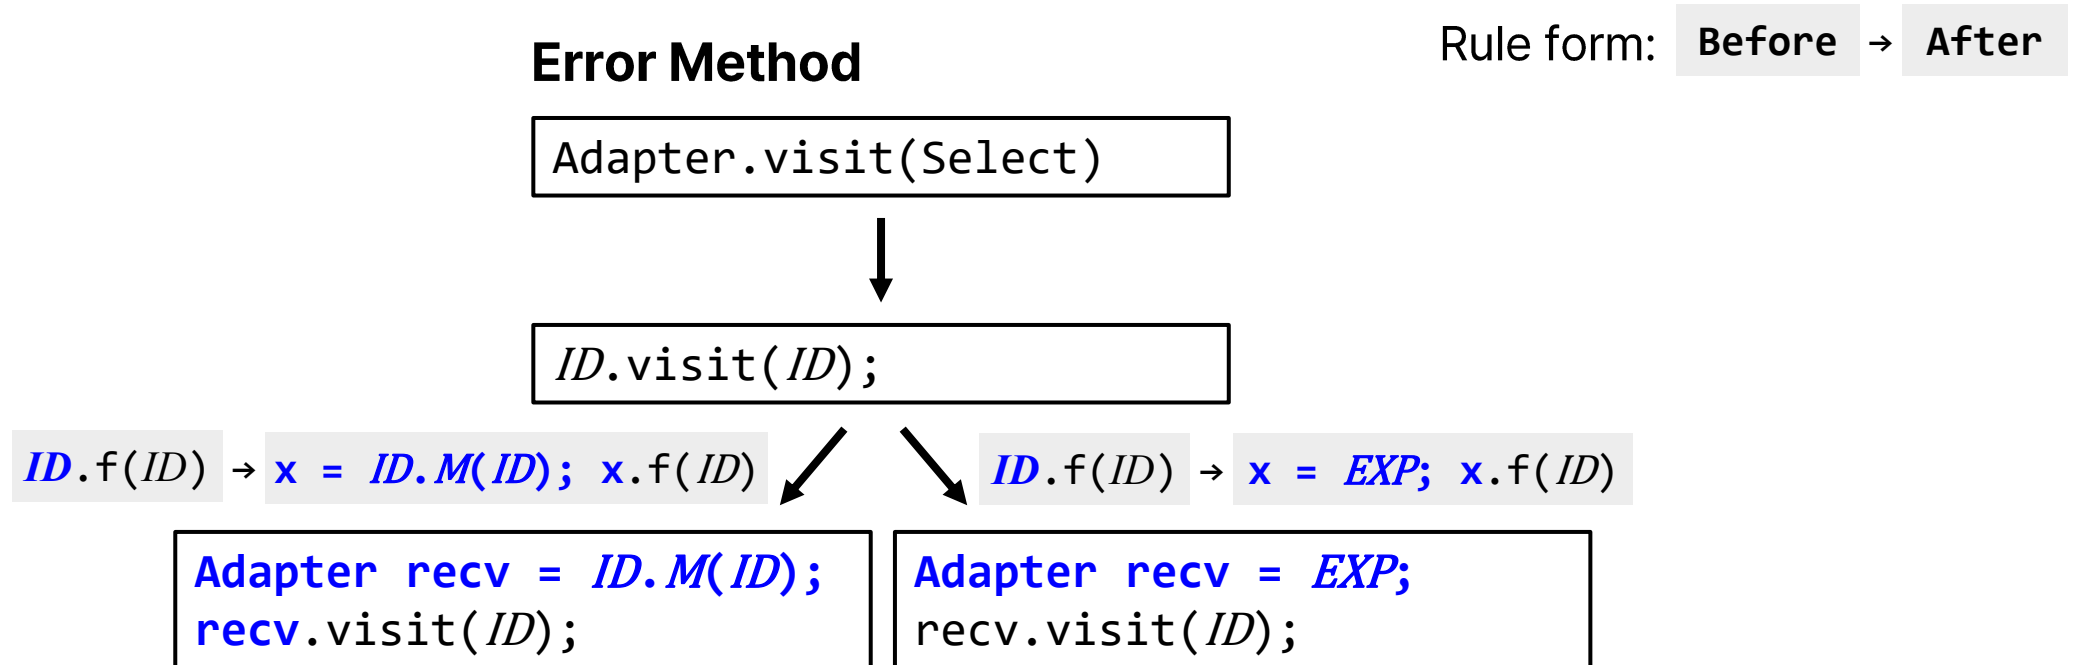 Error Method
Rule form: Before → After
Adapter.visit(Select)
ID.visit(ID);
ID.f(ID) → x = ID.M(ID); x.f(ID)
ID.f(ID) → x = EXP; x.f(ID)
Adapter recv = ID.M(ID);
recv.visit(ID);
Adapter recv = EXP;
recv.visit(ID);